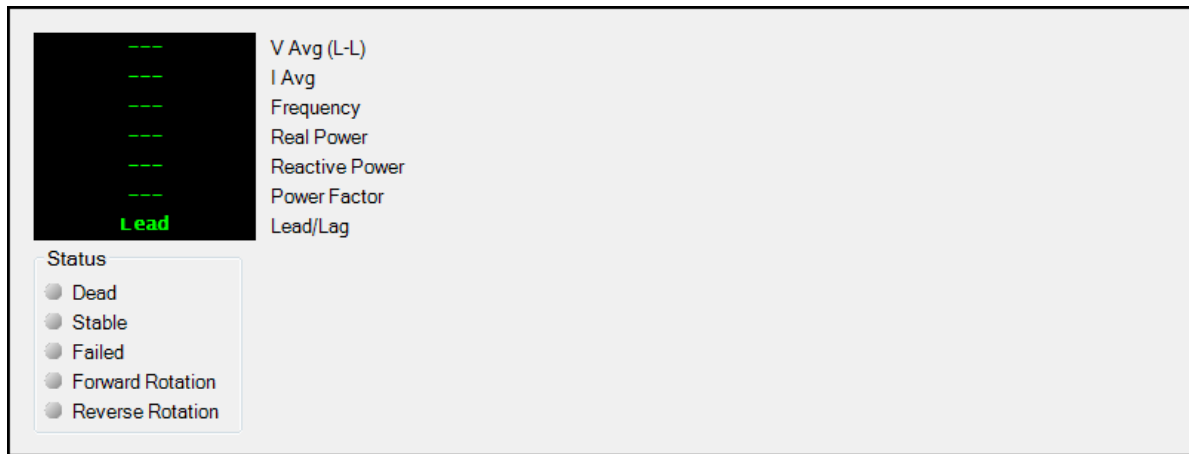 --- V Avg (L-L)
--- I Avg
--- Frequency
--- Real Power
--- Reactive Power
--- Power Factor
Lead Lead/Lag
Status
Dead
Stable
Failed
Forward Rotation
Reverse Rotation